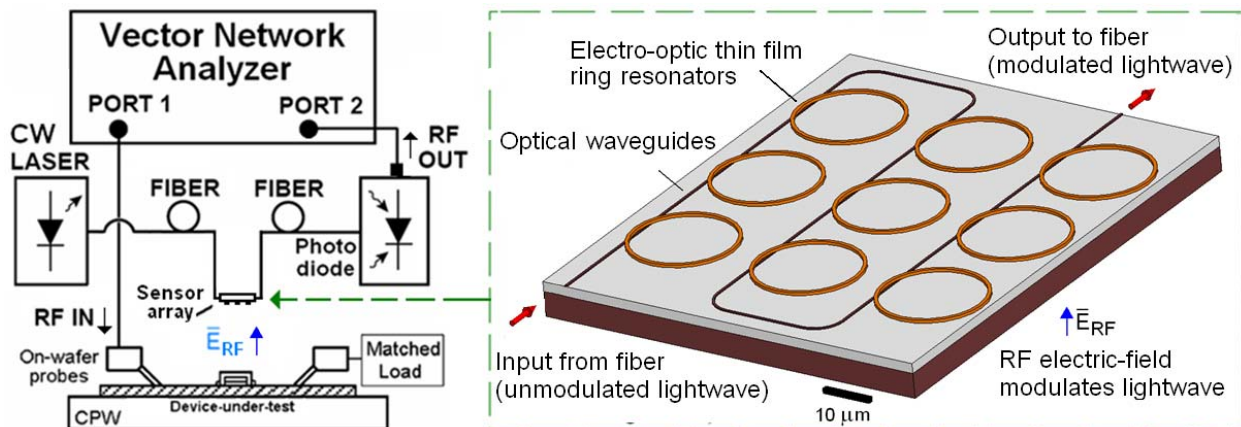 Vector Network
Analyzer
PORT 1
PORT 2
CW
LASER
RF
OUT
FIBER
FIBER
Photo
diode
Sensor
array
RF IN
E̅RF
On-wafer
probes
Matched
Load
Device-under-test
CPW
Electro-optic thin film
ring resonators
Output to fiber
(modulated lightwave)
Optical waveguides
Input from fiber
(unmodulated lightwave)
10 μm
E̅RF
RF electric-field
modulates lightwave